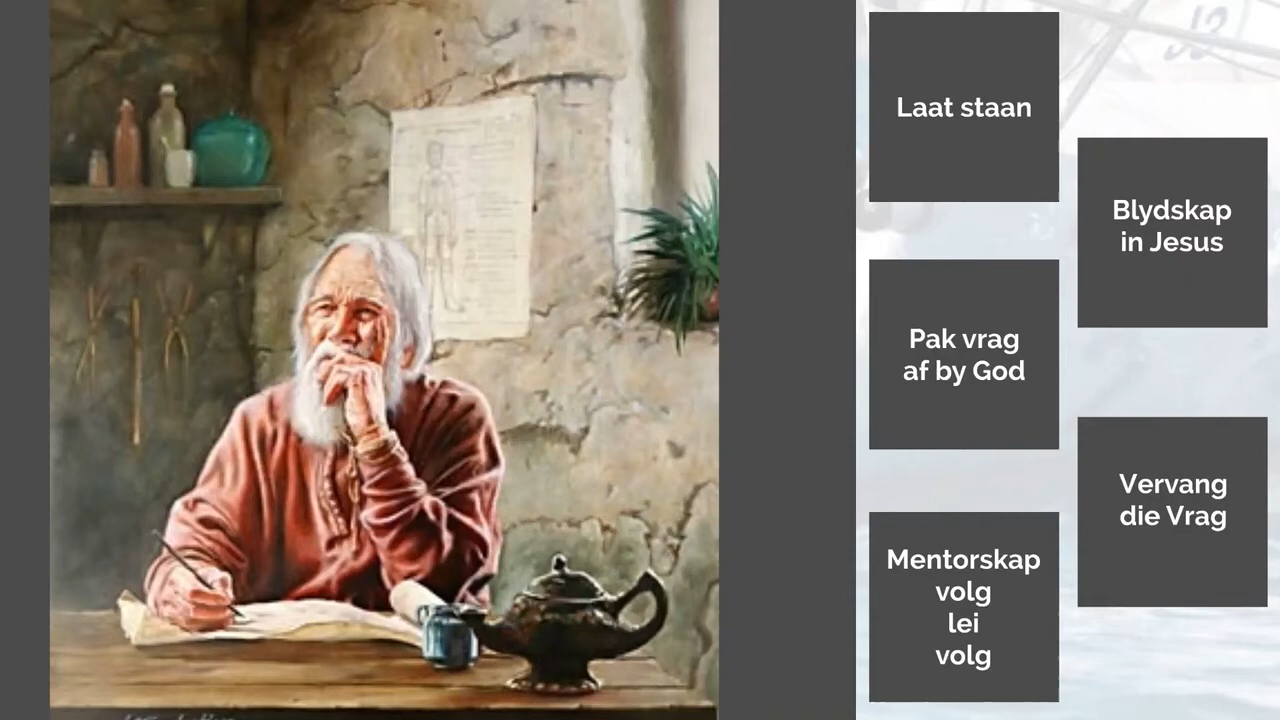 Laat staan
Blydskap
in Jesus
Pak vrag
af by God
Vervang
die Vrag
Mentorskap
volg
lei
volg